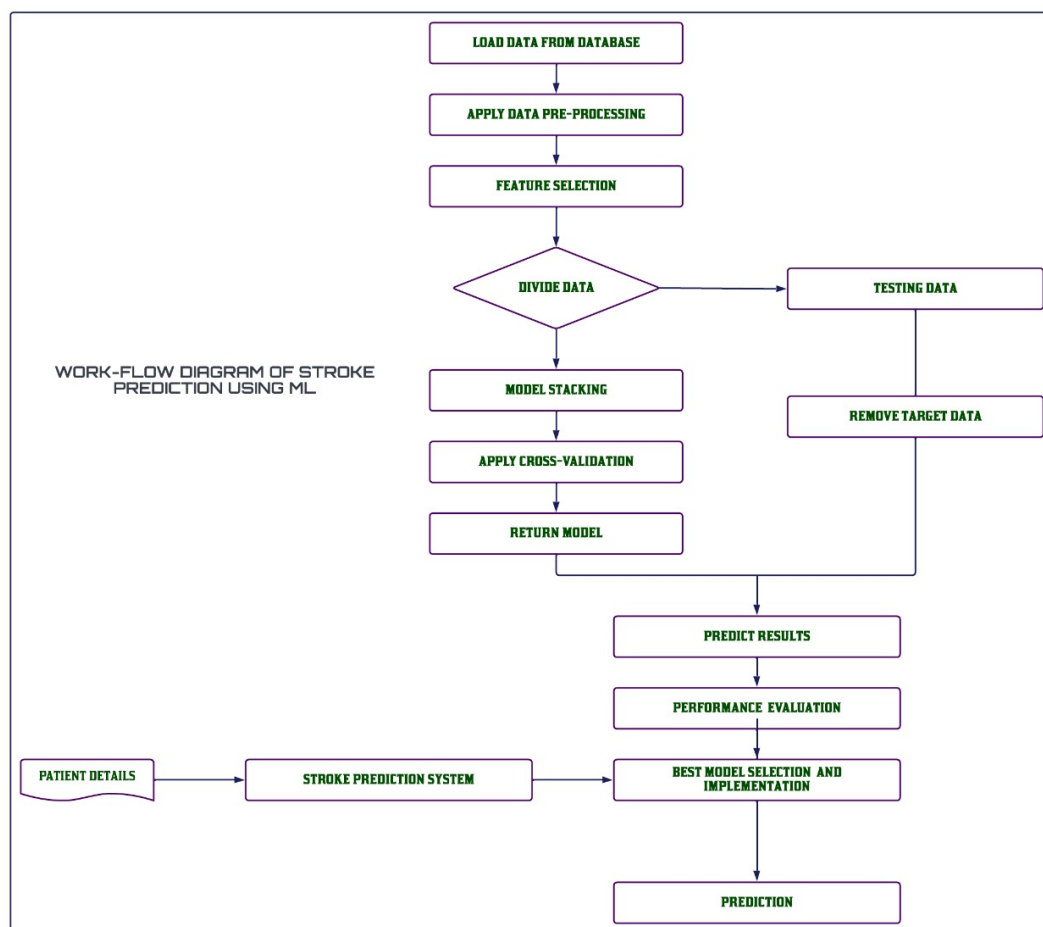 LOAD DATA FROM DATABASE
APPLY DATA PRE-PROCESSING
FEATURE SELECTION
DIVIDE DATA
TESTING DATA
WORK-FLOW DIAGRAM OF STROKE
PREDICTION USING ML
MODEL STACKING
REMOVE TARGET DATA
APPLY CROSS-VALIDATION
RETURN MODEL
PREDICT RESULTS
PERFORMANCE EVALUATION
PATIENT DETAILS
STROKE PREDICTION SYSTEM
BEST MODEL SELECTION AND
IMPLEMENTATION
PREDICTION